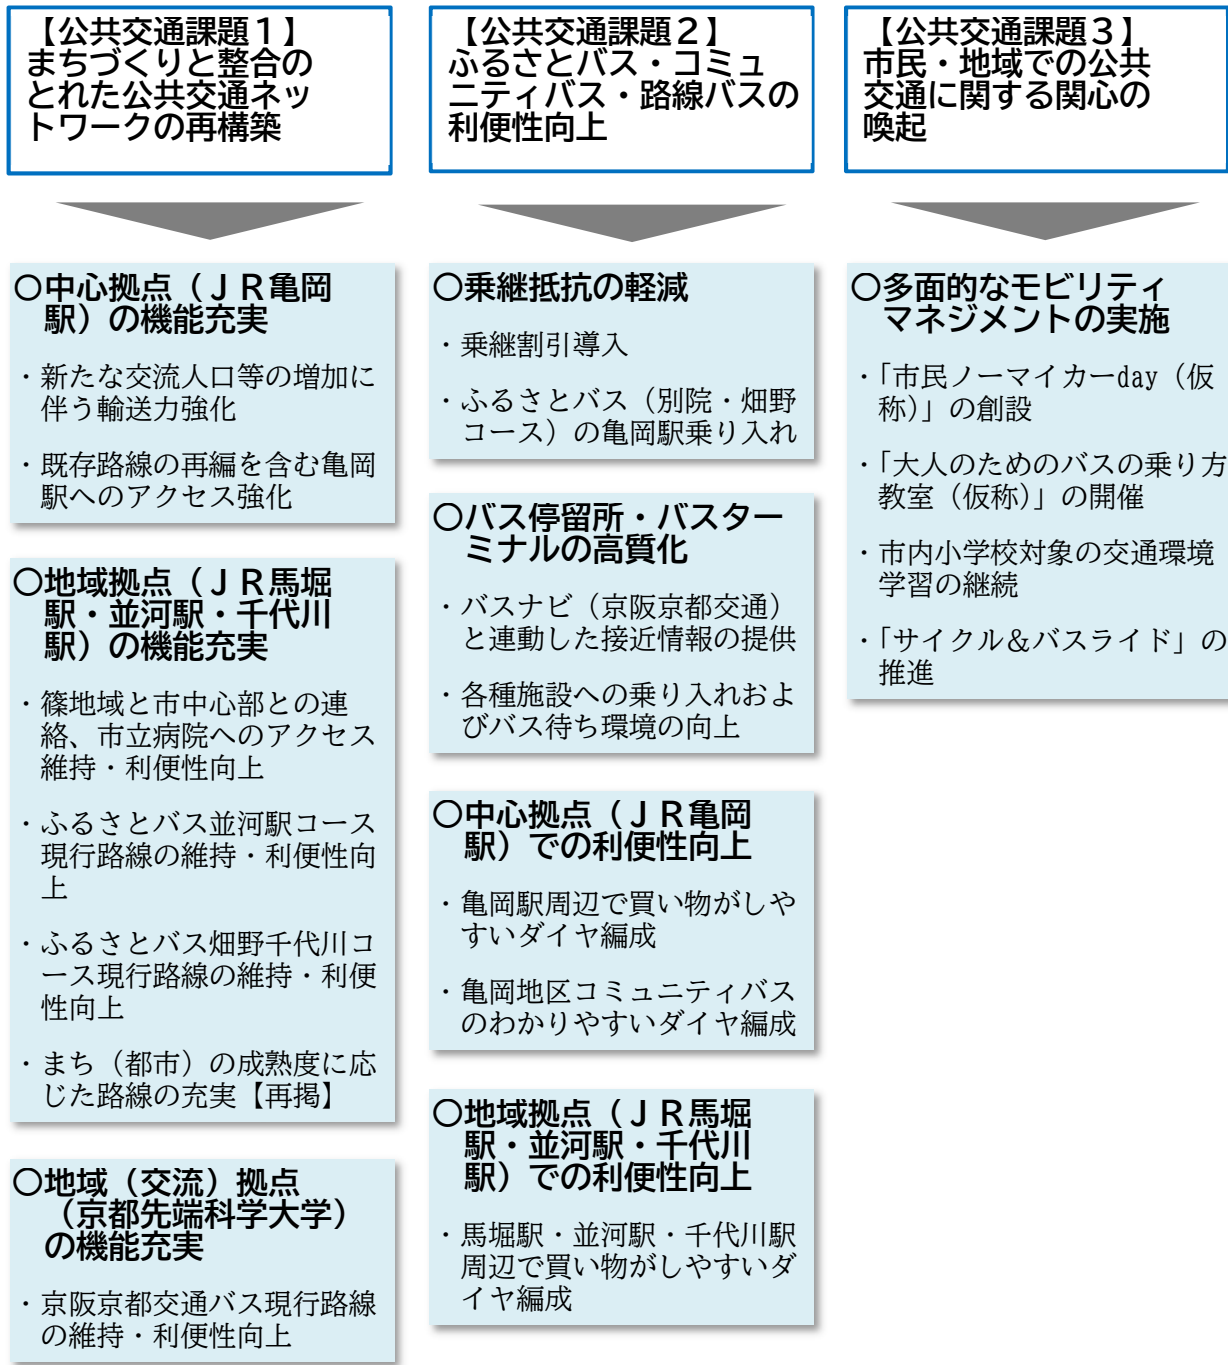 【公共交通課題１】
まちづくりと整合の
とれた公共交通ネッ
トワークの再構築
○中心拠点（ＪＲ亀岡
駅）の機能充実
・新たな交流人口等の増加に
伴う輸送力強化
・既存路線の再編を含む亀岡
駅へのアクセス強化
○地域拠点（ＪＲ馬堀
駅・並河駅・千代川
駅）の機能充実
・篠地域と市中心部との連
絡、市立病院へのアクセス
維持・利便性向上
・ふるさとバス並河駅コース
現行路線の維持・利便性向
上
・ふるさとバス畑野千代川コ
ース現行路線の維持・利便
性向上
・まち（都市）の成熟度に応
じた路線の充実【再掲】
○地域（交流）拠点
（京都先端科学大学）
の機能充実
・京阪京都交通バス現行路線
の維持・利便性向上
【公共交通課題２】
ふるさとバス・コミュ
ニティバス・路線バスの
利便性向上
○乗継抵抗の軽減
・乗継割引導入
・ふるさとバス（別院・畑野
コース）の亀岡駅乗り入れ
○バス停留所・バスター
ミナルの高質化
・バスナビ（京阪京都交通）
と連動した接近情報の提供
・各種施設への乗り入れおよ
びバス待ち環境の向上
○中心拠点（ＪＲ亀岡
駅）での利便性向上
・亀岡駅周辺で買い物がしや
すいダイヤ編成
・亀岡地区コミュニティバス
のわかりやすいダイヤ編成
○地域拠点（ＪＲ馬堀
駅・並河駅・千代川
駅）での利便性向上
・馬堀駅・並河駅・千代川駅
周辺で買い物がしやすいダ
イヤ編成
【公共交通課題３】
市民・地域での公共
交通に関する関心の
喚起
○多面的なモビリティ
マネジメントの実施
・「市民ノーマイカーday（仮
称）」の創設
・「大人のためのバスの乗り方
教室（仮称）」の開催
・市内小学校対象の交通環境
学習の継続
・「サイクル＆バスライド」の
推進